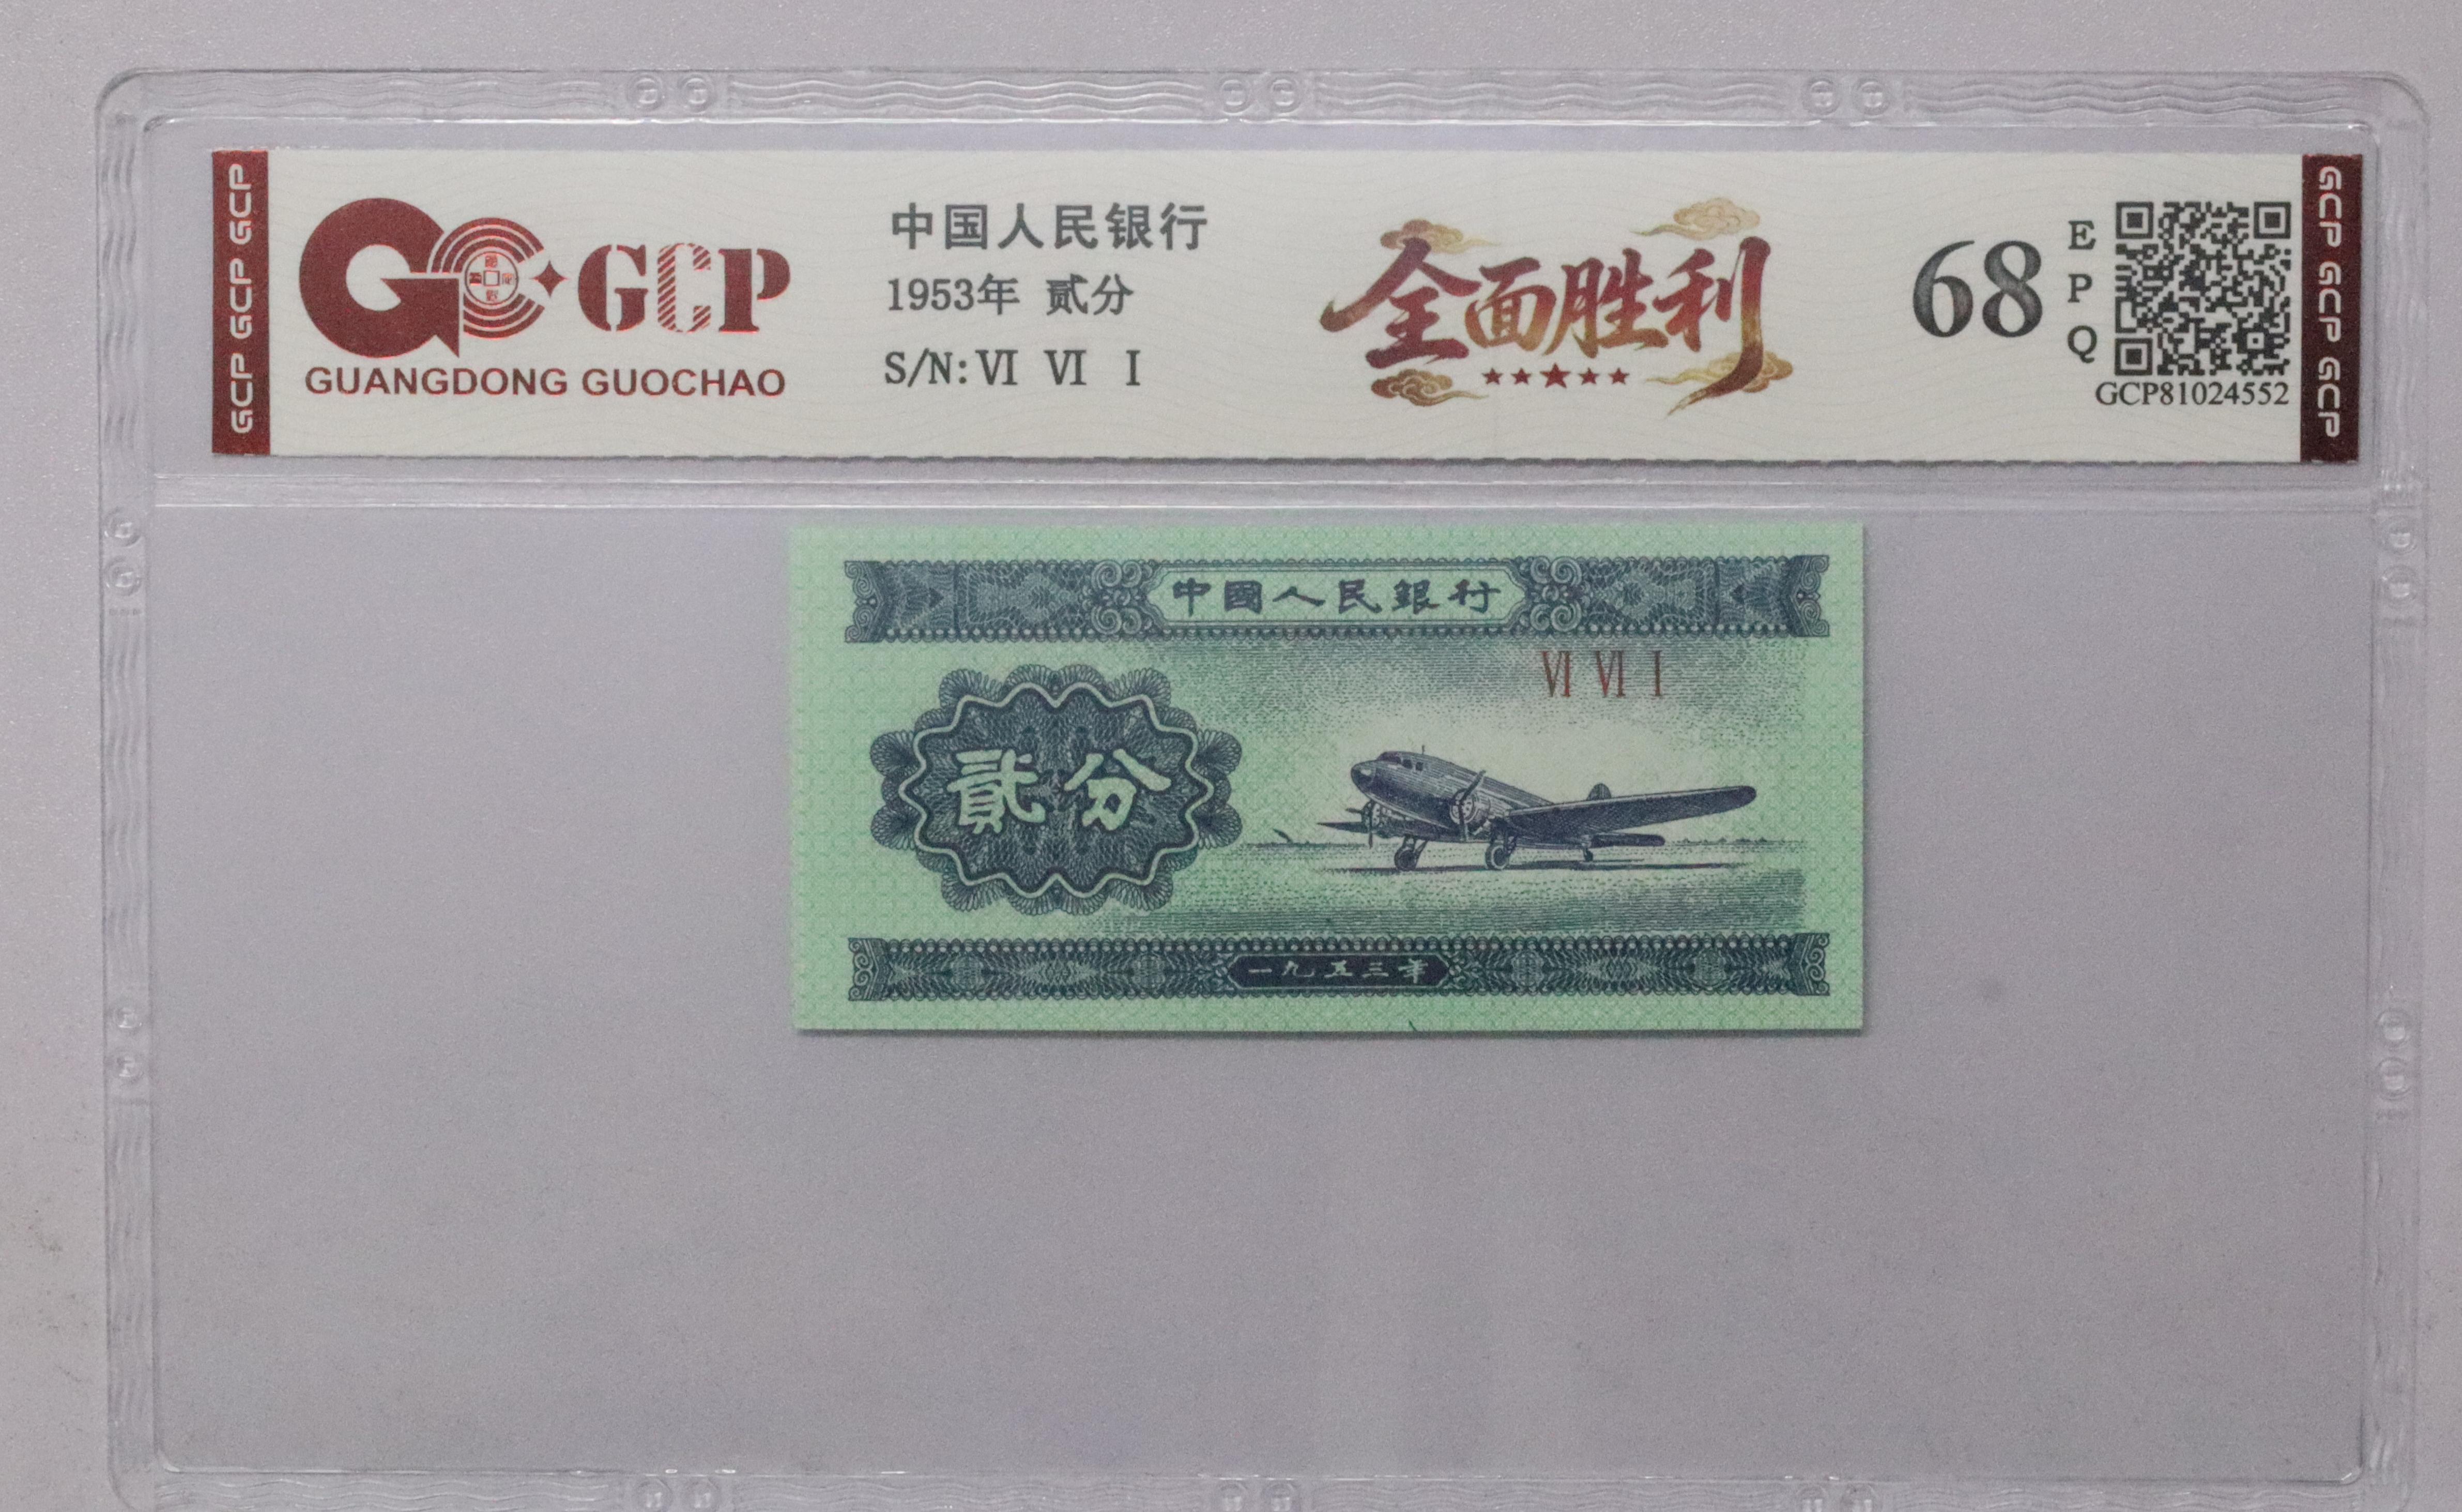 GCP GCP GCP
GCP
GUANGDONG GUOCHAO
中国人民银行
1953年 贰分
S/N: VI VI I
全面胜利
68
E
P
Q
GCP81024552
GCP GCP GCP
中國人民銀行
VI VI I
貳分
一九五三年